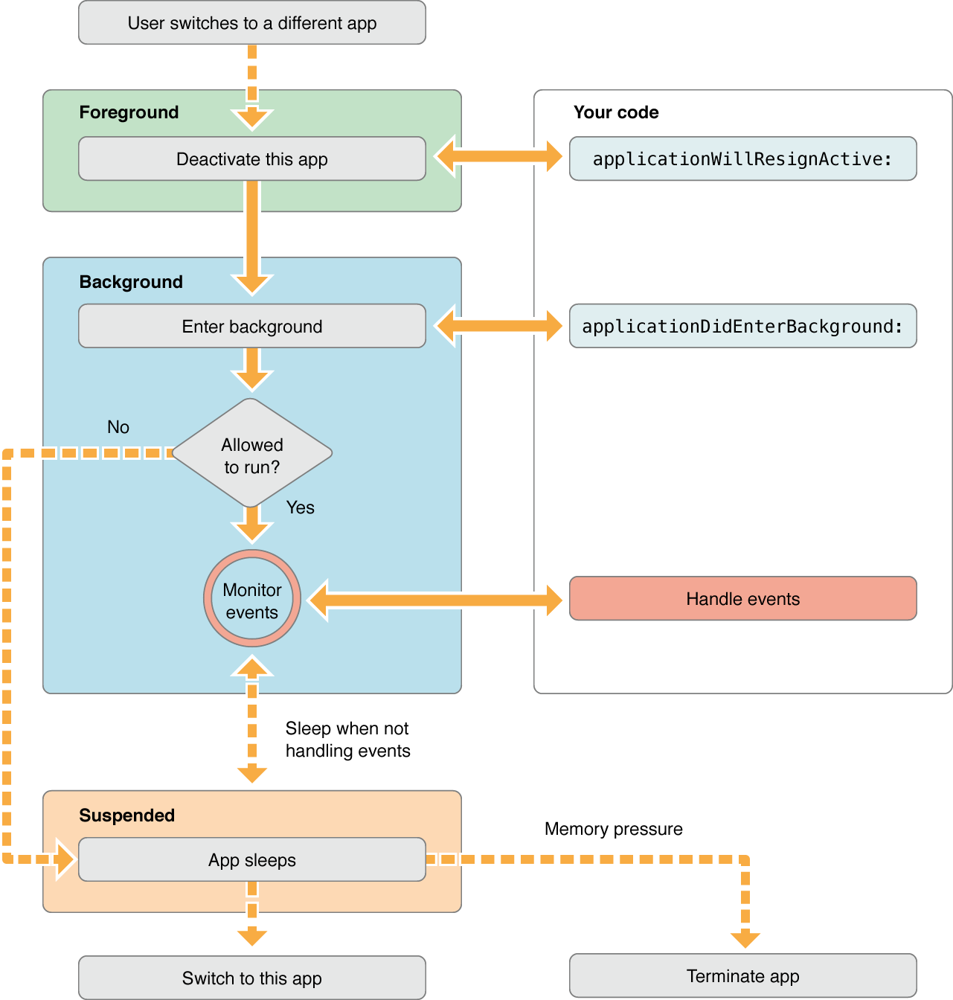 User switches to a different app
Foreground
Your code
Deactivate this app
applicationWillResignActive:
Background
Enter background
applicationDidEnterBackground:
No
Allowed
to run?
Yes
Monitor
events
Handle events
Sleep when not
handling events
Suspended
Memory pressure
App sleeps
Switch to this app
Terminate app